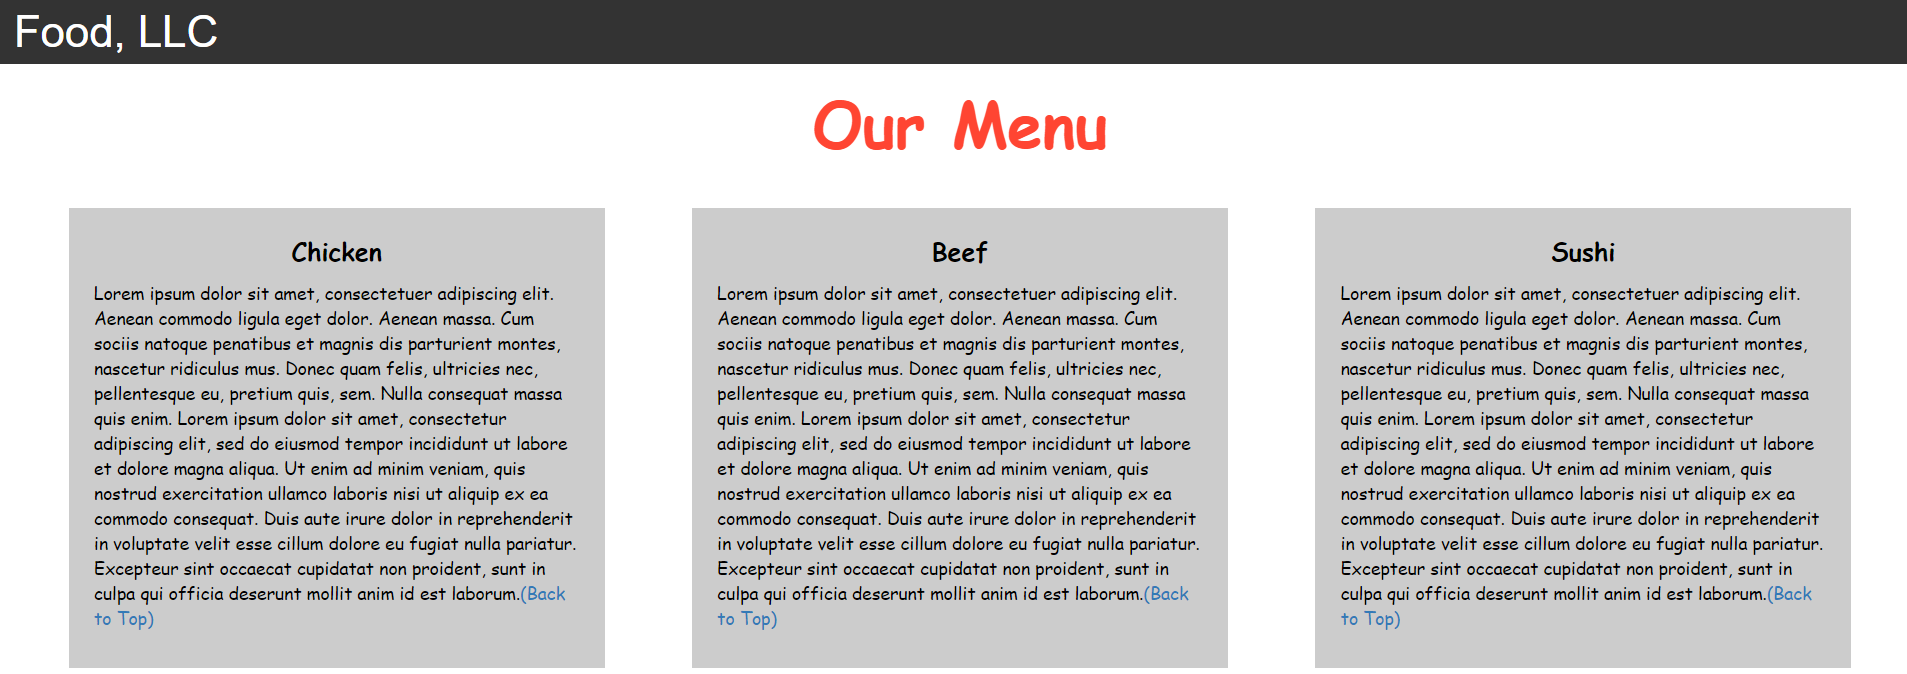 Food, LLC
Our Menu
Chicken
Lorem ipsum dolor sit amet, consectetuer adipiscing elit.
Aenean commodo ligula eget dolor. Aenean massa. Cum
sociis natoque penatibus et magnis dis parturient montes,
nascetur ridiculus mus. Donec quam felis, ultricies nec,
pellentesque eu, pretium quis, sem. Nulla consequat massa
quis enim. Lorem ipsum dolor sit amet, consectetur
adipiscing elit, sed do eiusmod tempor incididunt ut labore
et dolore magna aliqua. Ut enim ad minim veniam, quis
nostrud exercitation ullamco laboris nisi ut aliquip ex ea
commodo consequat. Duis aute irure dolor in reprehenderit
in voluptate velit esse cillum dolore eu fugiat nulla pariatur.
Excepteur sint occaecat cupidatat non proident, sunt in
culpa qui officia deserunt mollit anim id est laborum.(Back
to Top)
Beef
Lorem ipsum dolor sit amet, consectetuer adipiscing elit.
Aenean commodo ligula eget dolor. Aenean massa. Cum
sociis natoque penatibus et magnis dis parturient montes,
nascetur ridiculus mus. Donec quam felis, ultricies nec,
pellentesque eu, pretium quis, sem. Nulla consequat massa
quis enim. Lorem ipsum dolor sit amet, consectetur
adipiscing elit, sed do eiusmod tempor incididunt ut labore
et dolore magna aliqua. Ut enim ad minim veniam, quis
nostrud exercitation ullamco laboris nisi ut aliquip ex ea
commodo consequat. Duis aute irure dolor in reprehenderit
in voluptate velit esse cillum dolore eu fugiat nulla pariatur.
Excepteur sint occaecat cupidatat non proident, sunt in
culpa qui officia deserunt mollit anim id est laborum.(Back
to Top)
Sushi
Lorem ipsum dolor sit amet, consectetuer adipiscing elit.
Aenean commodo ligula eget dolor. Aenean massa. Cum
sociis natoque penatibus et magnis dis parturient montes,
nascetur ridiculus mus. Donec quam felis, ultricies nec,
pellentesque eu, pretium quis, sem. Nulla consequat massa
quis enim. Lorem ipsum dolor sit amet, consectetur
adipiscing elit, sed do eiusmod tempor incididunt ut labore
et dolore magna aliqua. Ut enim ad minim veniam, quis
nostrud exercitation ullamco laboris nisi ut aliquip ex ea
commodo consequat. Duis aute irure dolor in reprehenderit
in voluptate velit esse cillum dolore eu fugiat nulla pariatur.
Excepteur sint occaecat cupidatat non proident, sunt in
culpa qui officia deserunt mollit anim id est laborum.(Back
to Top)